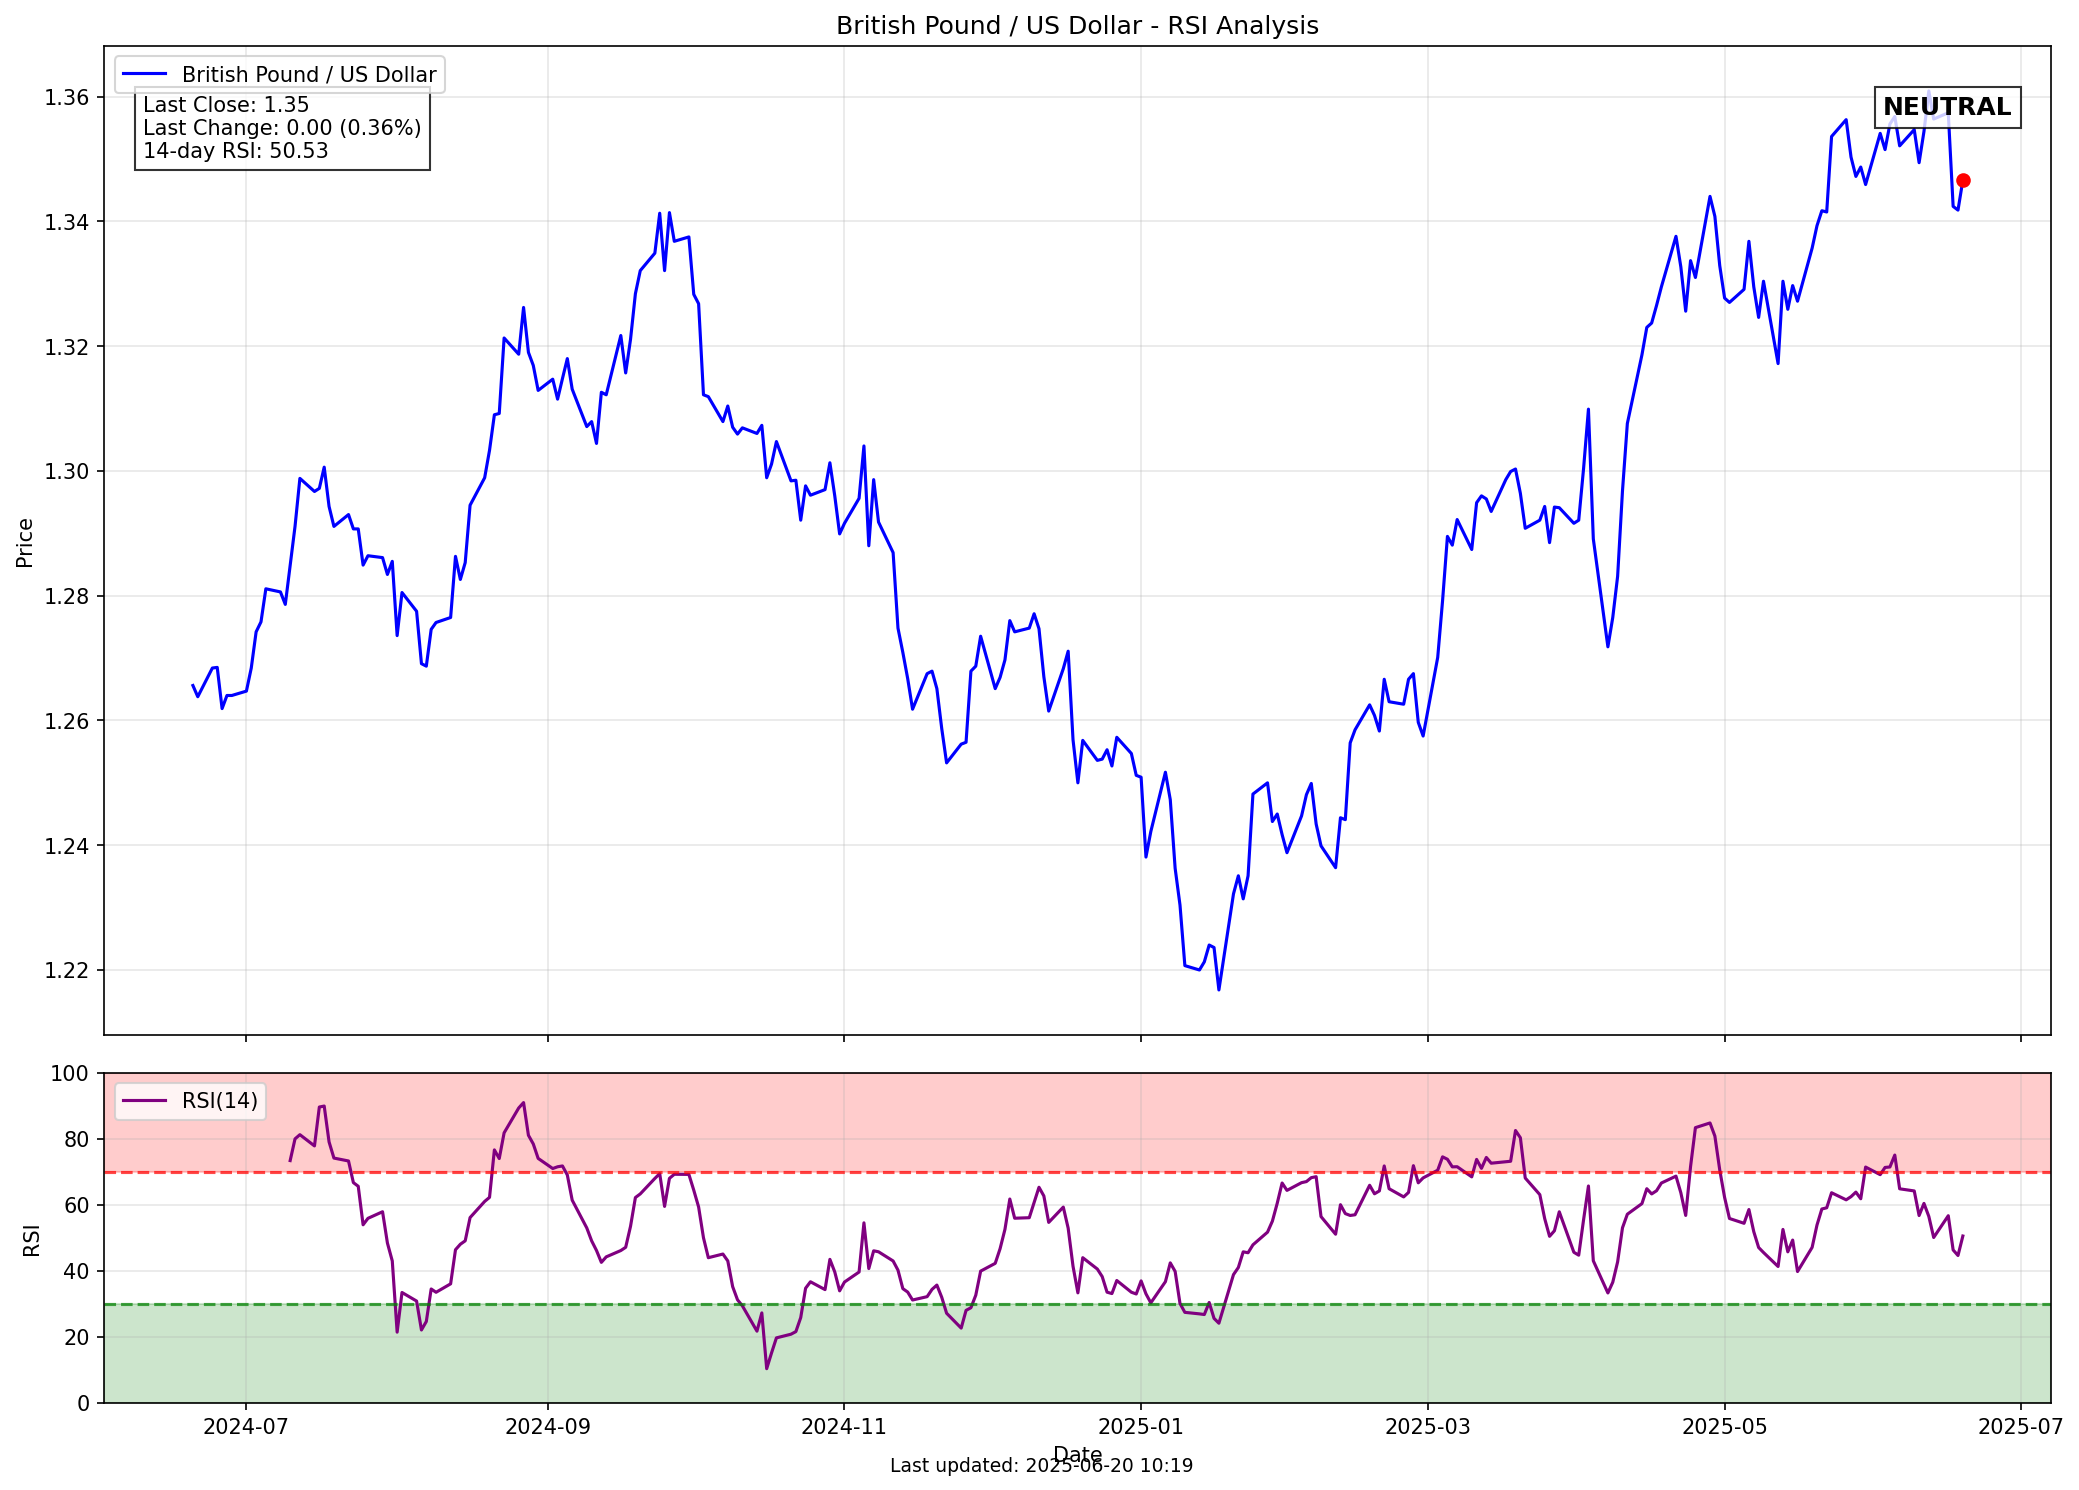 British Pound / US Dollar - RSI Analysis
British Pound / US Dollar
Last Close: 1.35
Last Change: 0.00 (0.36%)
14-day RSI: 50.53
NEUTRAL
Price
1.36
1.34
1.32
1.30
1.28
1.26
1.24
1.22
RSI(14)
RSI
100
80
60
40
20
0
2024-07
2024-09
2024-11
2025-01
2025-03
2025-05
2025-07
Date
Last updated: 2025-06-20 10:19